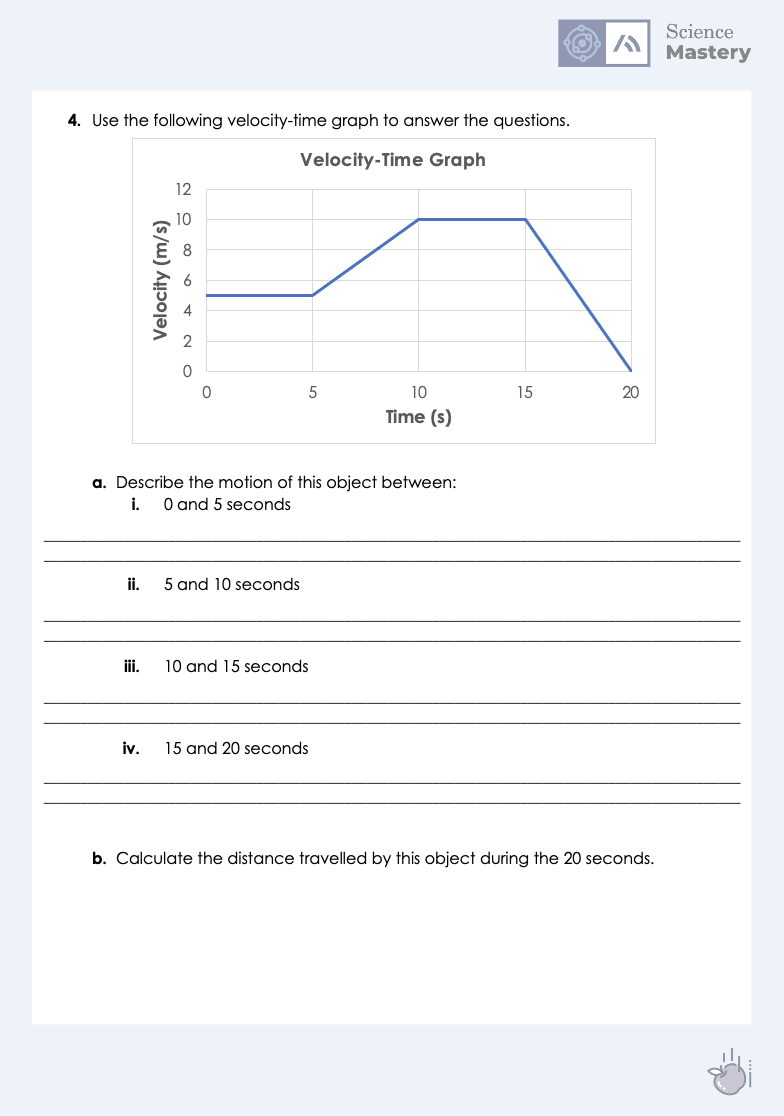 Science
Mastery
4. Use the following velocity-time graph to answer the questions.
Velocity-Time Graph
Velocity (m/s)
12
10
8
6
4
2
0
0 5 10 15 20
Time (s)
a. Describe the motion of this object between:
i. 0 and 5 seconds
ii. 5 and 10 seconds
iii. 10 and 15 seconds
iv. 15 and 20 seconds
b. Calculate the distance travelled by this object during the 20 seconds.